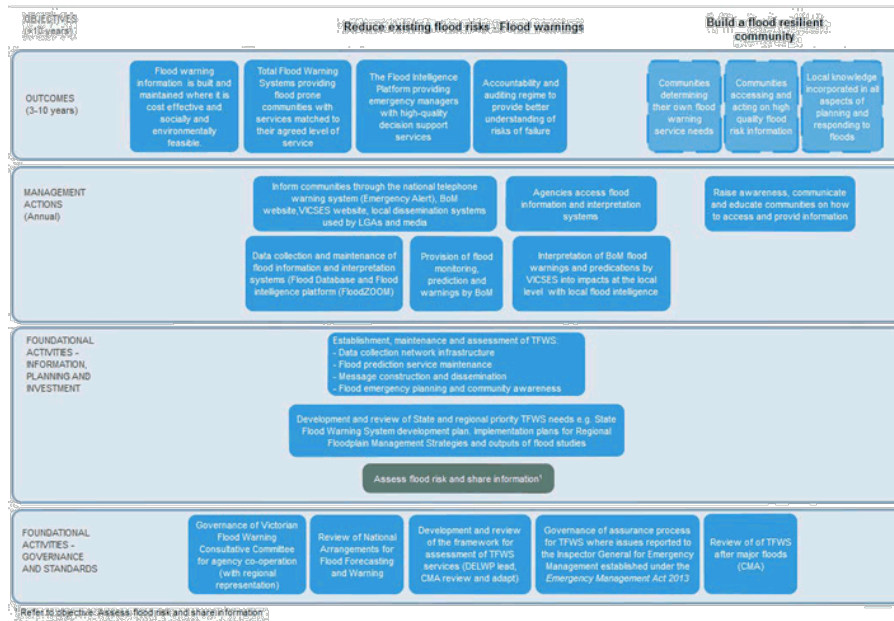 OBJECTIVES
(<10 years)
Reduce existing flood risks - Flood warnings
Build a flood resilient
community
OUTCOMES
(3-10 years)
Flood warning
information is built and
maintained where it is
cost effective and
socially and
environmentally
feasible.
Total Flood Warning
Systems providing
flood prone
communities with
services matched to
their agreed level of
service
The Flood Intelligence
Platform providing
emergency managers
with high-quality
decision support
services
Accountability and
auditing regime to
provide better
understanding of
risks of failure
Communities
determining
their own flood
warning
service needs
Communities
accessing and
acting on high
quality flood
risk information
Local knowledge
incorporated in all
aspects of
planning and
responding to
floods
MANAGEMENT
ACTIONS
(Annual)
Inform communities through the national telephone
warning system (Emergency Alert), BoM
website,VICSES website, local dissemination systems
used by LGAs and media
Agencies access flood
information and interpretation
systems
Raise awareness, communicate
and educate communities on how
to access and provid information
Data collection and maintenance of
flood information and interpretation
systems (Flood Database and Flood
intelligence platform (FloodZOOM)
Provision of flood
monitoring,
prediction and
warnings by BoM
Interpretation of BoM flood
warnings and predications by
VICSES into impacts at the local
level with local flood intelligence
FOUNDATIONAL
ACTIVITIES -
INFORMATION,
PLANNING AND
INVESTMENT
Establishment, maintenance and assessment of TFWS:
- Data collection network infrastructure
- Flood prediction service maintenance
- Message construction and dissemination
- Flood emergency planning and community awareness
Development and review of State and regional priority TFWS needs e.g. State
Flood Warning System development plan, Implementation plans for Regional
Floodplain Management Strategies and outputs of flood studies
Assess flood risk and share information¹
FOUNDATIONAL
ACTIVITIES -
GOVERNANCE
AND STANDARDS
Governance of Victorian
Flood Warning
Consultative Committee
for agency co-operation
(with regional
representation)
Review of National
Arrangements for
Flood Forecasting
and Warning
Development and review
of the framework for
assessment of TFWS
services (DELWP lead,
CMA review and adapt)
Governance of assurance process
for TFWS where issues reported to
the Inspector General for Emergency
Management established under the
Emergency Management Act 2013
Review of of TFWS
after major floods
(CMA)
Refer to objective: Assess flood risk and share information